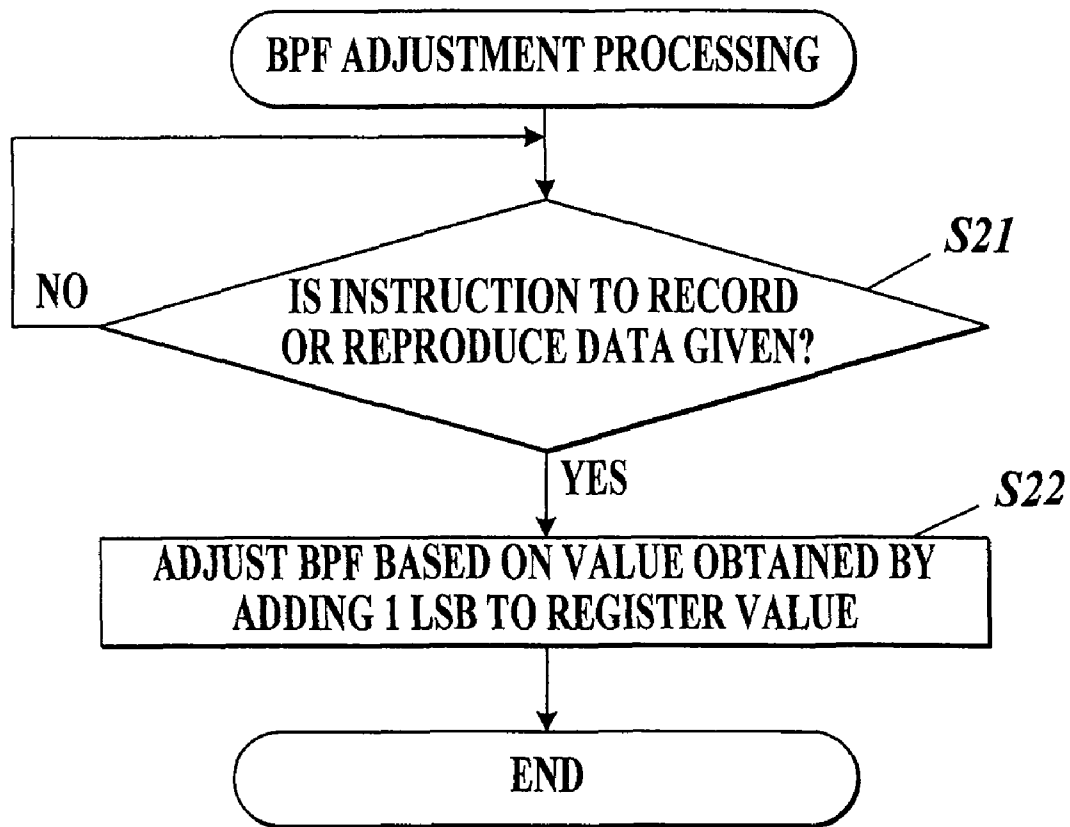 BPF ADJUSTMENT PROCESSING
S21
NO
IS INSTRUCTION TO RECORD
OR REPRODUCE DATA GIVEN?
YES
S22
ADJUST BPF BASED ON VALUE OBTAINED BY
ADDING 1 LSB TO REGISTER VALUE
END